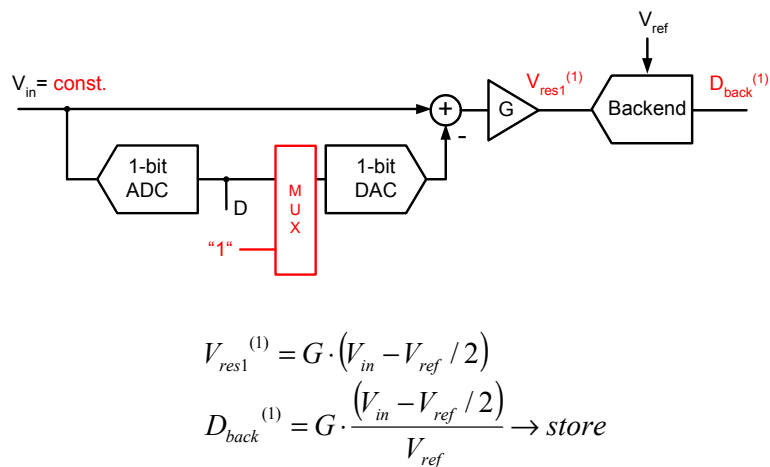 V_ref
V_in= const.
V_res1^(1)
D_back^(1)
+
G
Backend
-
1-bit
ADC
D
M
U
X
1-bit
DAC
"1"
V_res1^(1) = G · (V_in − V_ref / 2)
D_back^(1) = G · (V_in − V_ref / 2) / V_ref → store